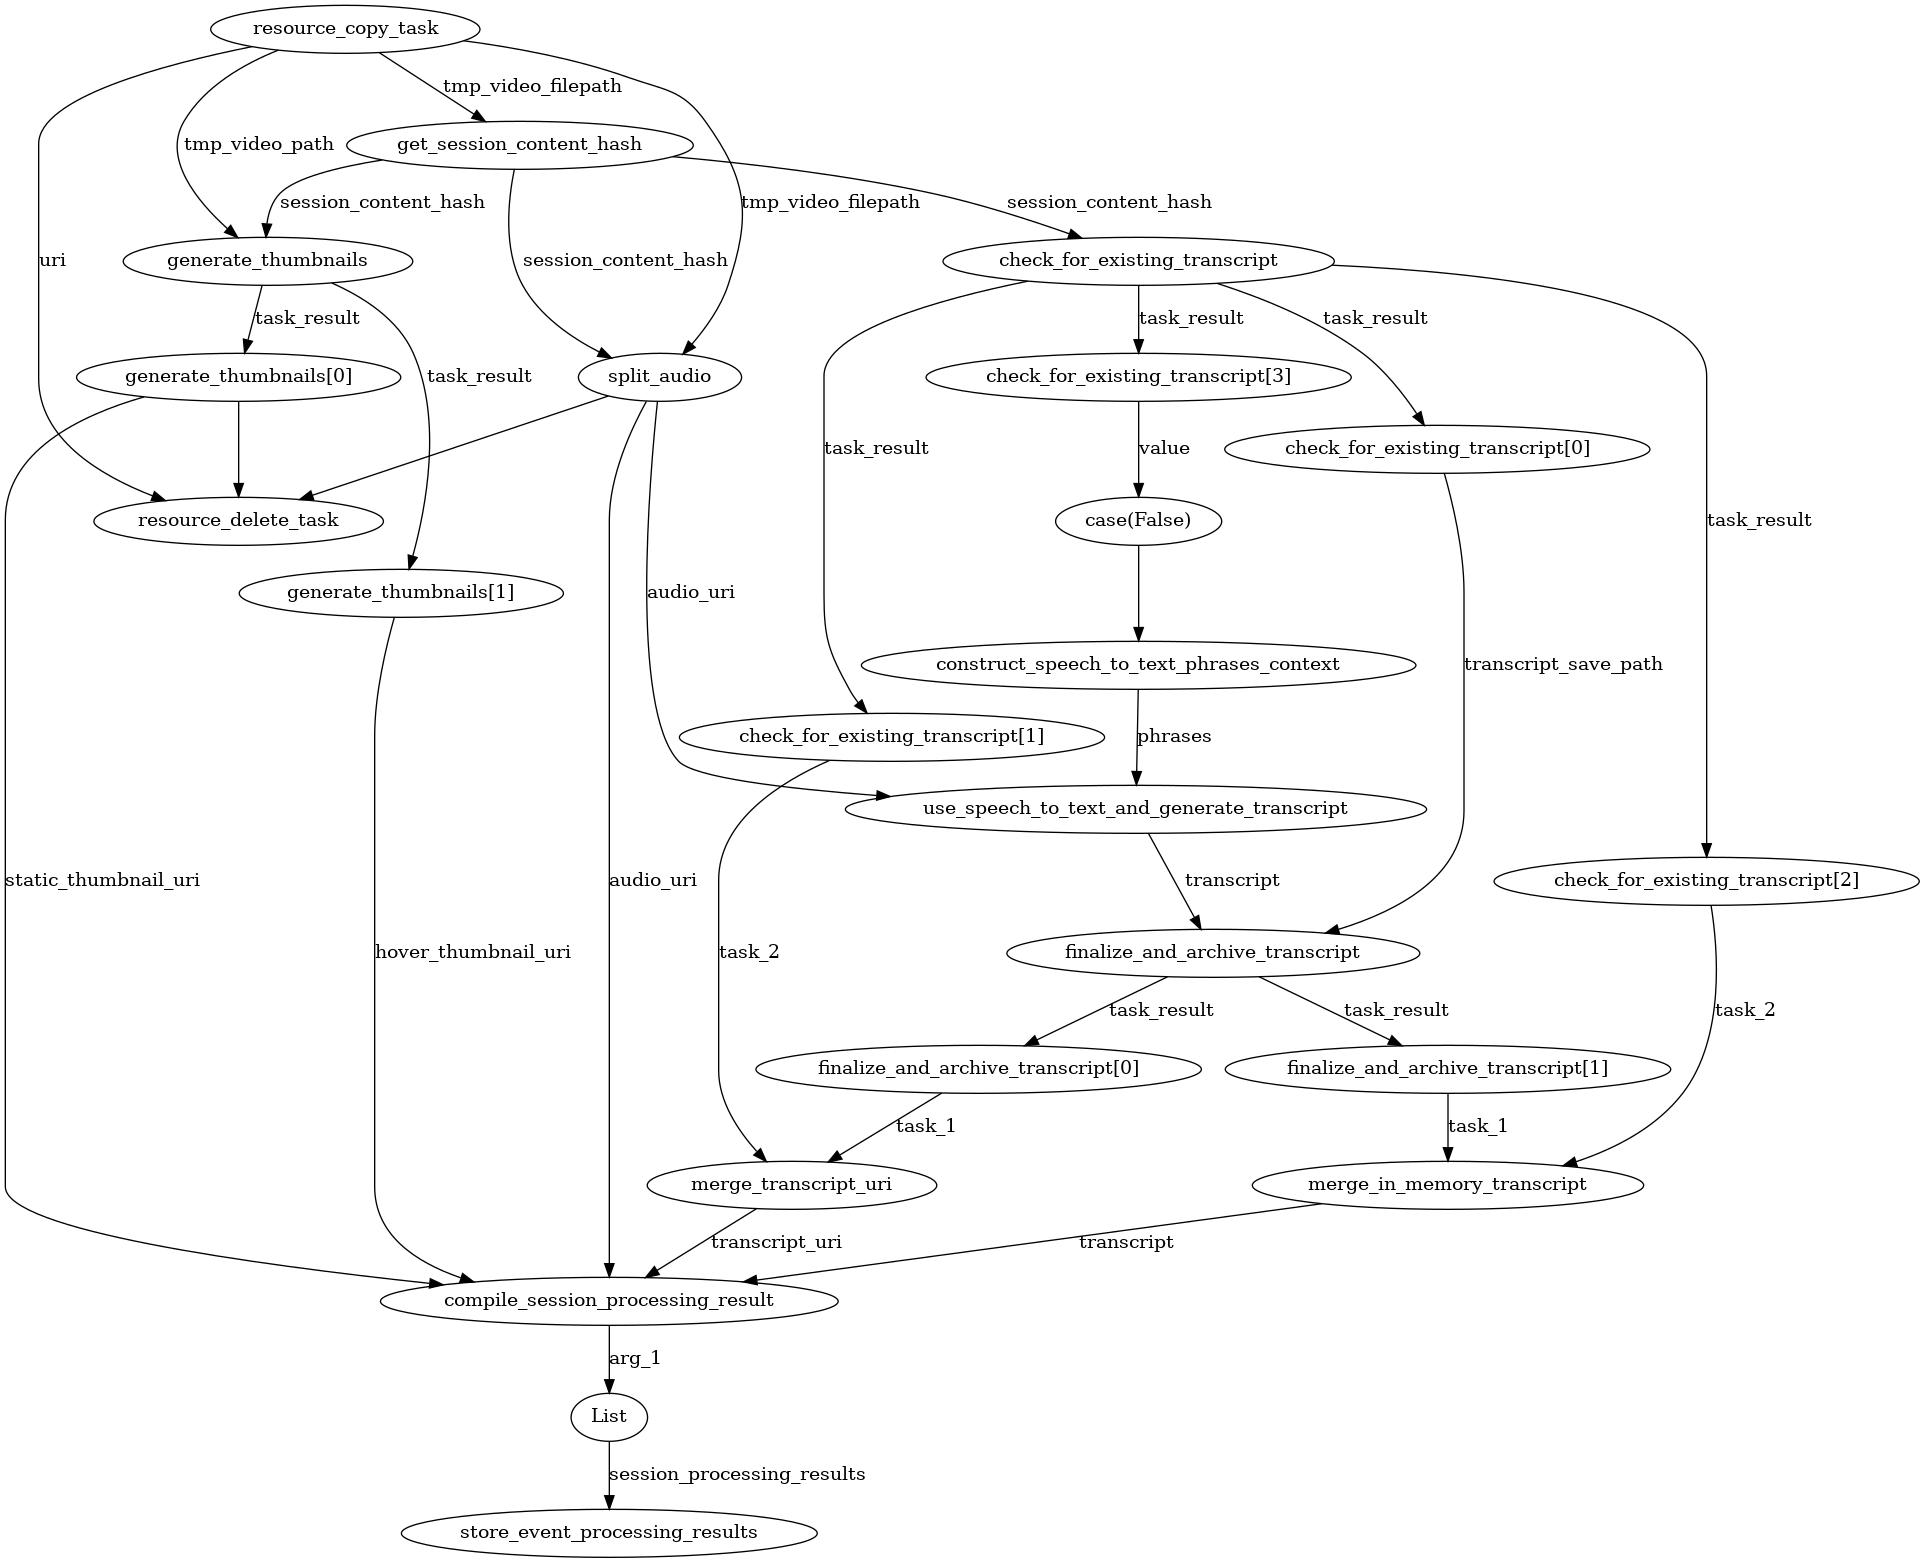 resource_copy_task
tmp_video_filepath
tmp_video_path
get_session_content_hash
session_content_hash
tmp_video_filepath
session_content_hash
uri
generate_thumbnails
session_content_hash
check_for_existing_transcript
task_result
task_result
task_result
generate_thumbnails[0]
task_result
split_audio
check_for_existing_transcript[3]
task_result
value
check_for_existing_transcript[0]
resource_delete_task
case(False)
task_result
generate_thumbnails[1]
audio_uri
construct_speech_to_text_phrases_context
transcript_save_path
check_for_existing_transcript[1]
phrases
use_speech_to_text_and_generate_transcript
static_thumbnail_uri
audio_uri
transcript
check_for_existing_transcript[2]
hover_thumbnail_uri
task_2
finalize_and_archive_transcript
task_result
task_result
task_2
finalize_and_archive_transcript[0]
finalize_and_archive_transcript[1]
task_1
task_1
merge_transcript_uri
merge_in_memory_transcript
transcript_uri
transcript
compile_session_processing_result
arg_1
List
session_processing_results
store_event_processing_results